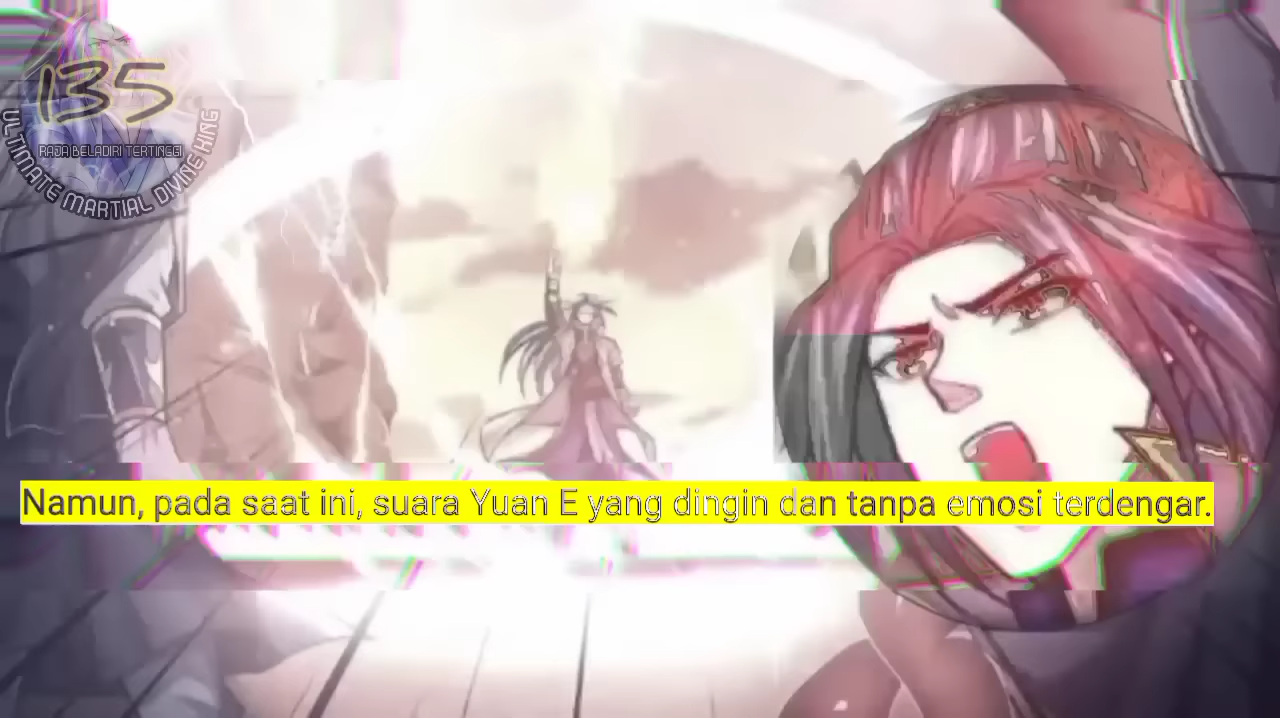 135
RAJA BELADIRI TERTINGGI
ULTIMATE MARTIAL DIVINE KING
Namun, pada saat ini, suara Yuan E yang dingin dan tanpa emosi terdengar.